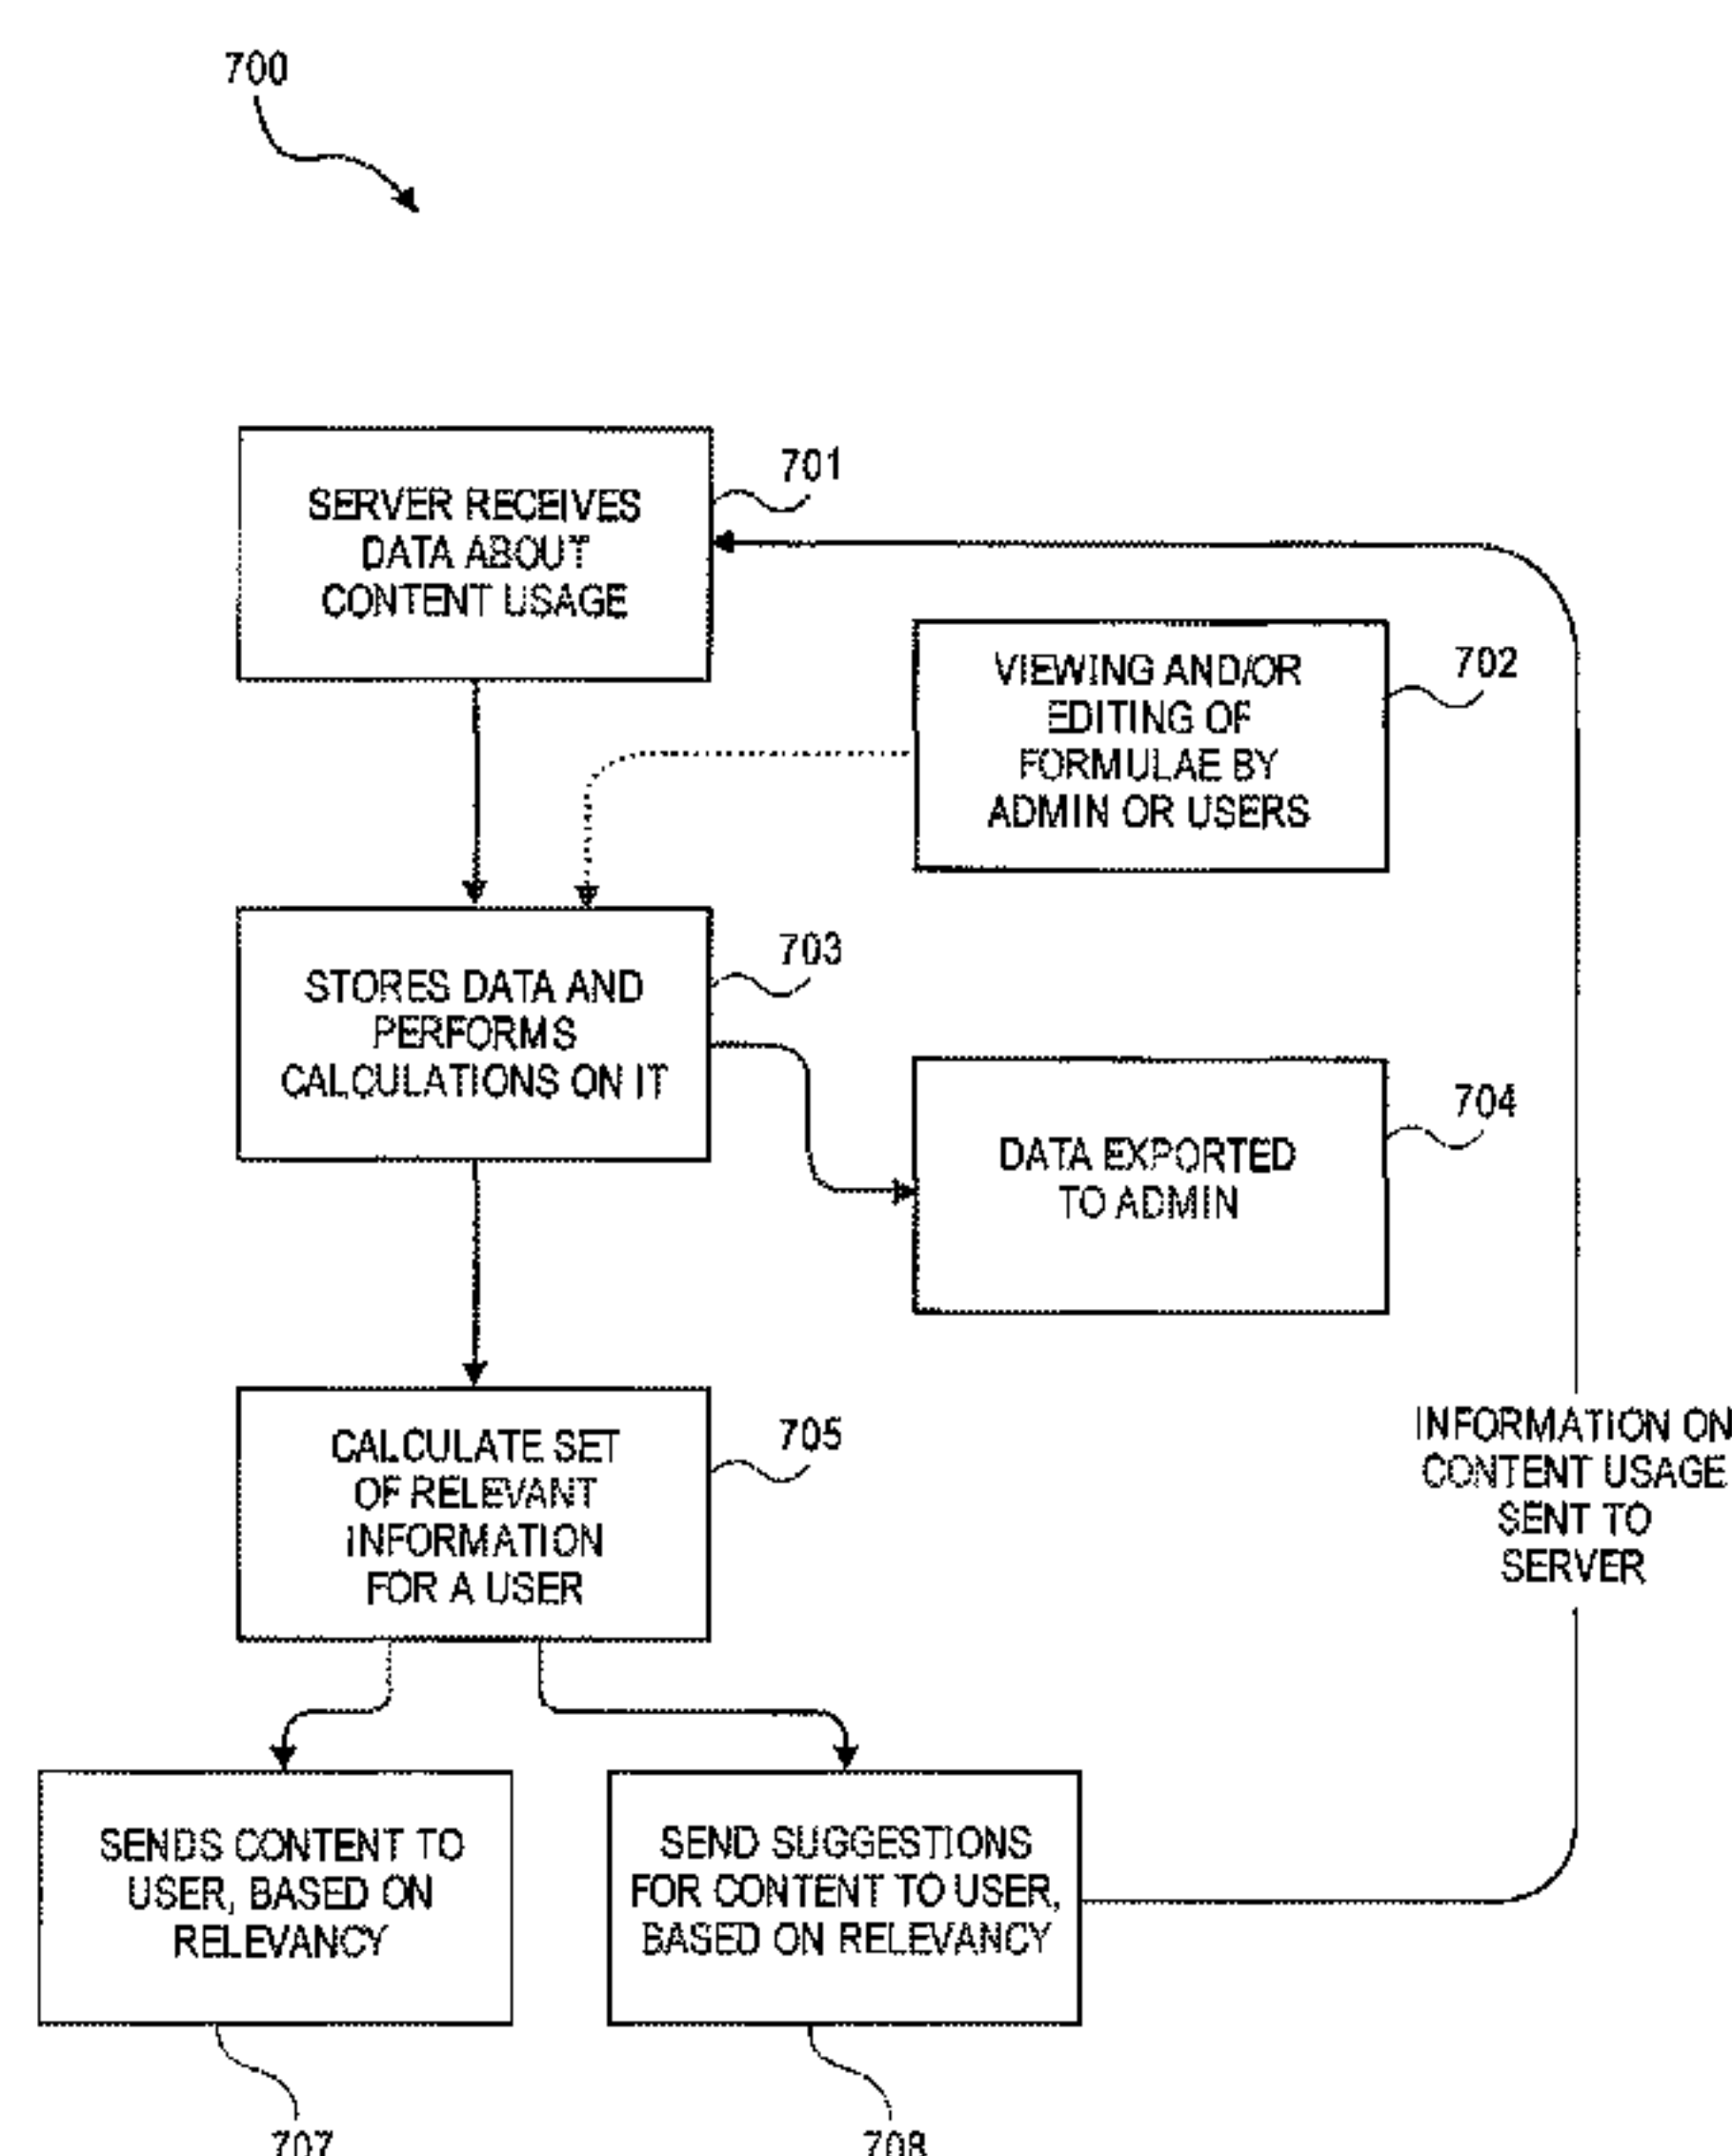 700
701
SERVER RECEIVES
DATA ABOUT
CONTENT USAGE
702
VIEWING AND/OR
EDITING OF
FORMULAE BY
ADMIN OR USERS
703
STORES DATA AND
PERFORMS
CALCULATIONS ON IT
704
DATA EXPORTED
TO ADMIN
705
CALCULATE SET
OF RELEVANT
INFORMATION
FOR A USER
INFORMATION ON
CONTENT USAGE
SENT TO
SERVER
SENDS CONTENT TO
USER, BASED ON
RELEVANCY
SEND SUGGESTIONS
FOR CONTENT TO USER,
BASED ON RELEVANCY
707
708